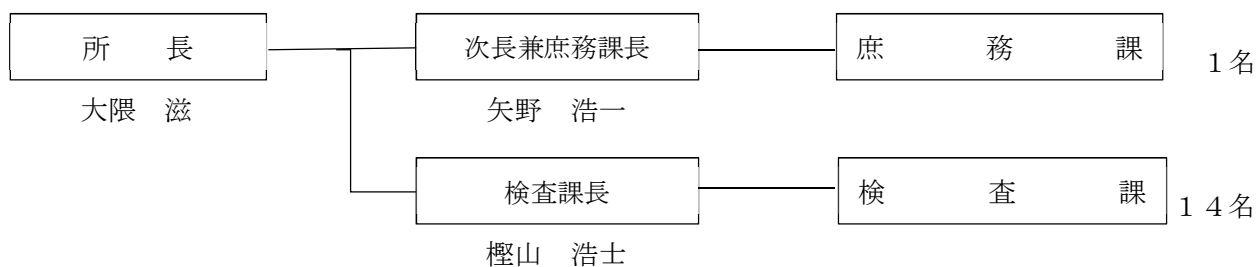 所　　長　次長兼庶務課長　庶　　務　　課　１名
大隈　滋　矢野　浩一
検査課長　検　　査　　課　１４名
樫山　浩士